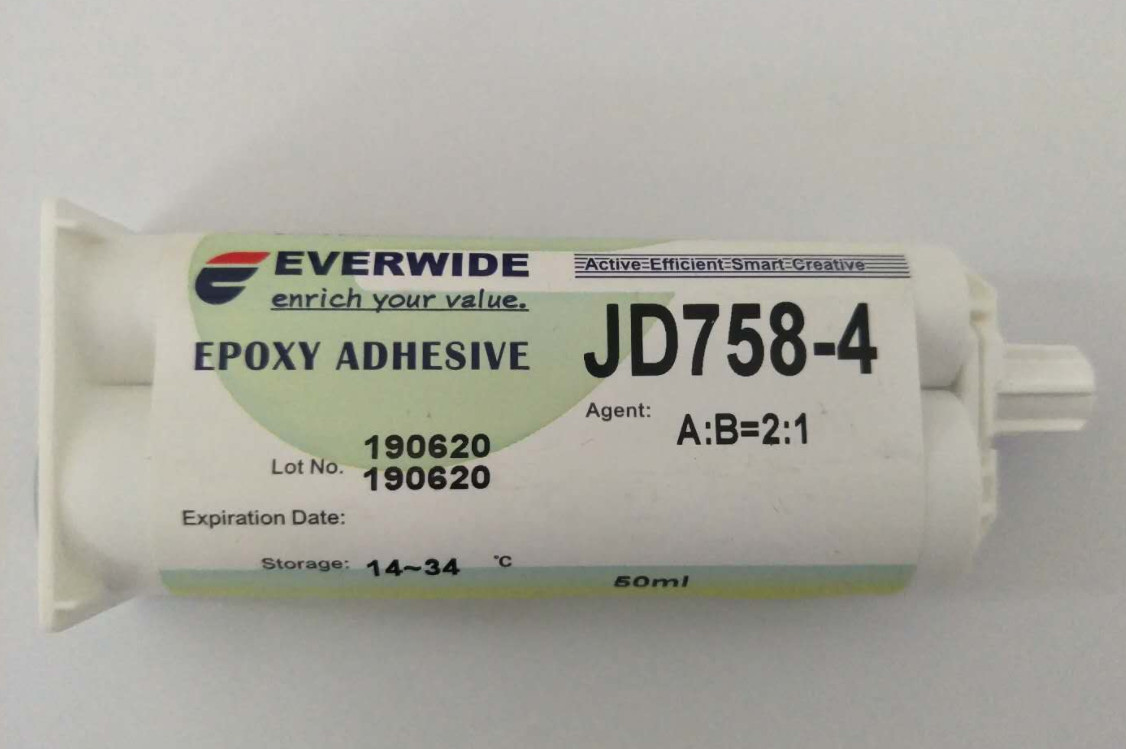 EVERWIDE
enrich your value.
Active-Efficient-Smart-Creative
EPOXY ADHESIVE
JD758-4
Agent: A:B=2:1
Lot No. 190620
190620
Expiration Date:
Storage: 14~34 °C
50ml